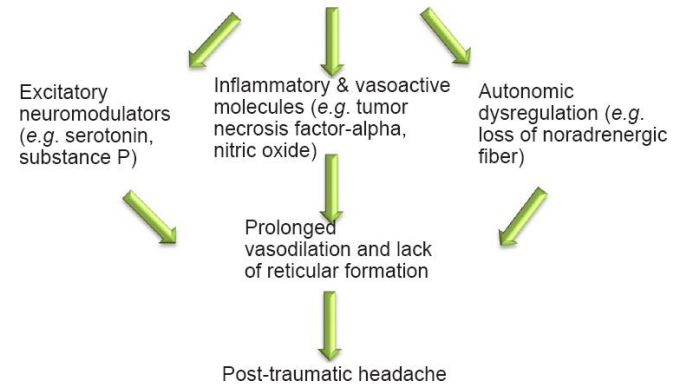 Excitatory
neuromodulators
(e.g. serotonin,
substance P)
Inflammatory & vasoactive
molecules (e.g. tumor
necrosis factor-alpha,
nitric oxide)
Autonomic
dysregulation (e.g.
loss of noradrenergic
fiber)
Prolonged
vasodilation and lack
of reticular formation
Post-traumatic headache